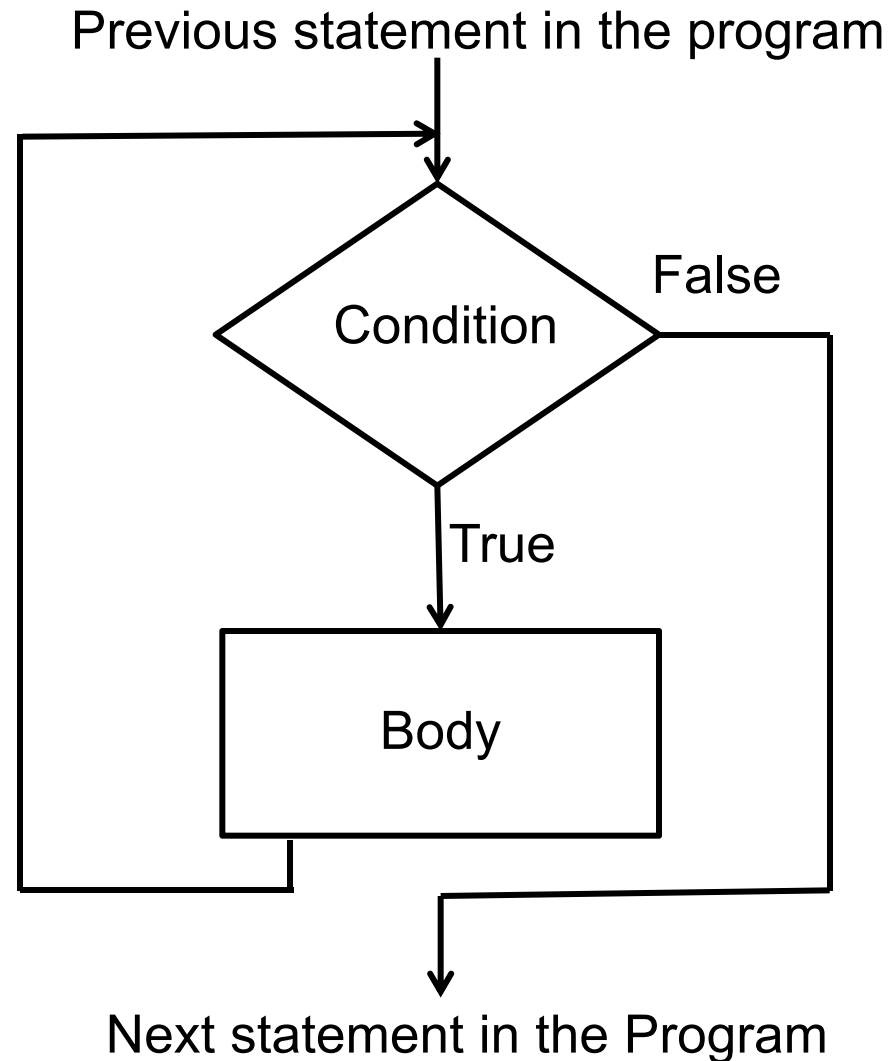 Previous statement in the program
False
Condition
True
Body
Next statement in the Program